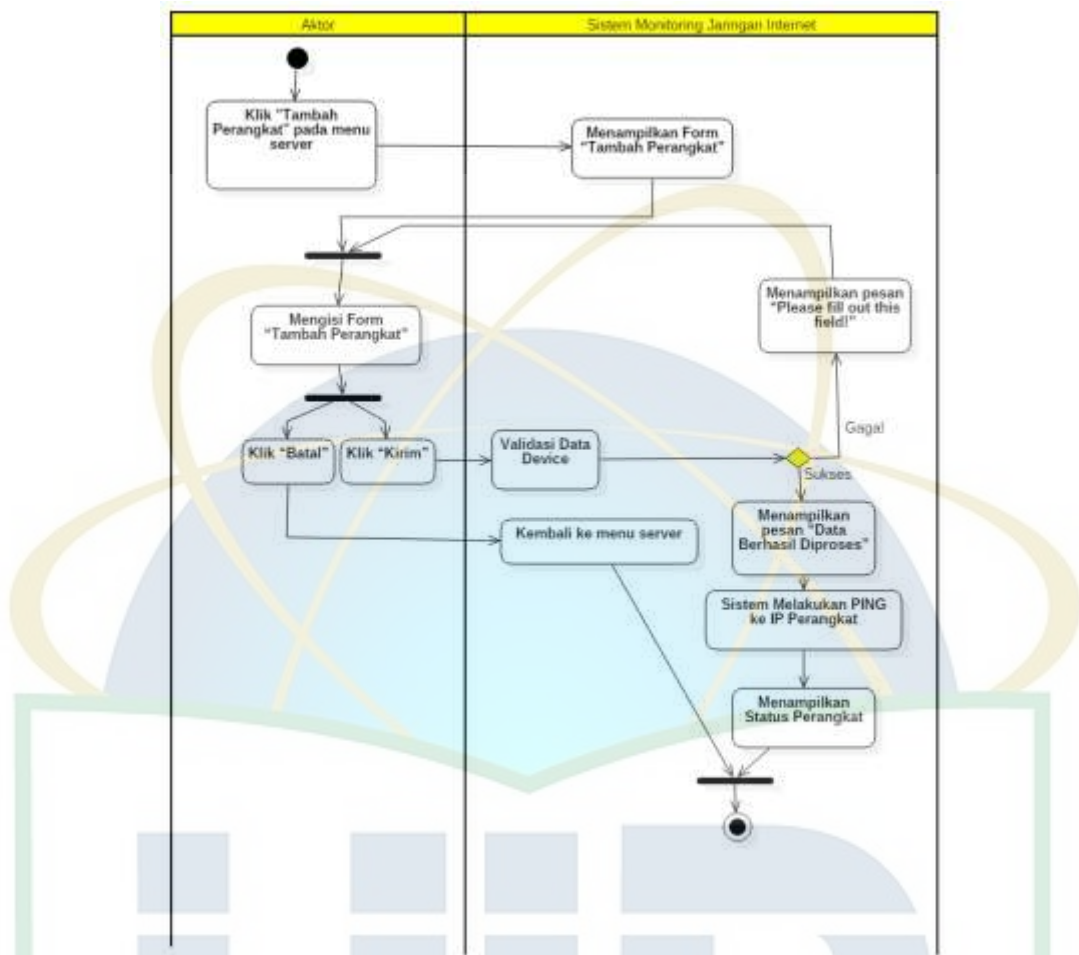 Aktor
Sistem Monitoring Jaringan Internet
Klik "Tambah
Perangkat" pada menu
server
Menampilkan Form
"Tambah Perangkat"
Menampilkan pesan
"Please fill out this
field!"
Mengisi Form
"Tambah Perangkat"
Gagal
Klik "Batal"
Klik "Kirim"
Validasi Data
Device
Sukses
Menampilkan
pesan "Data
Berhasil Diproses"
Kembali ke menu server
Sistem Melakukan PING
ke IP Perangkat
Menampilkan
Status Perangkat